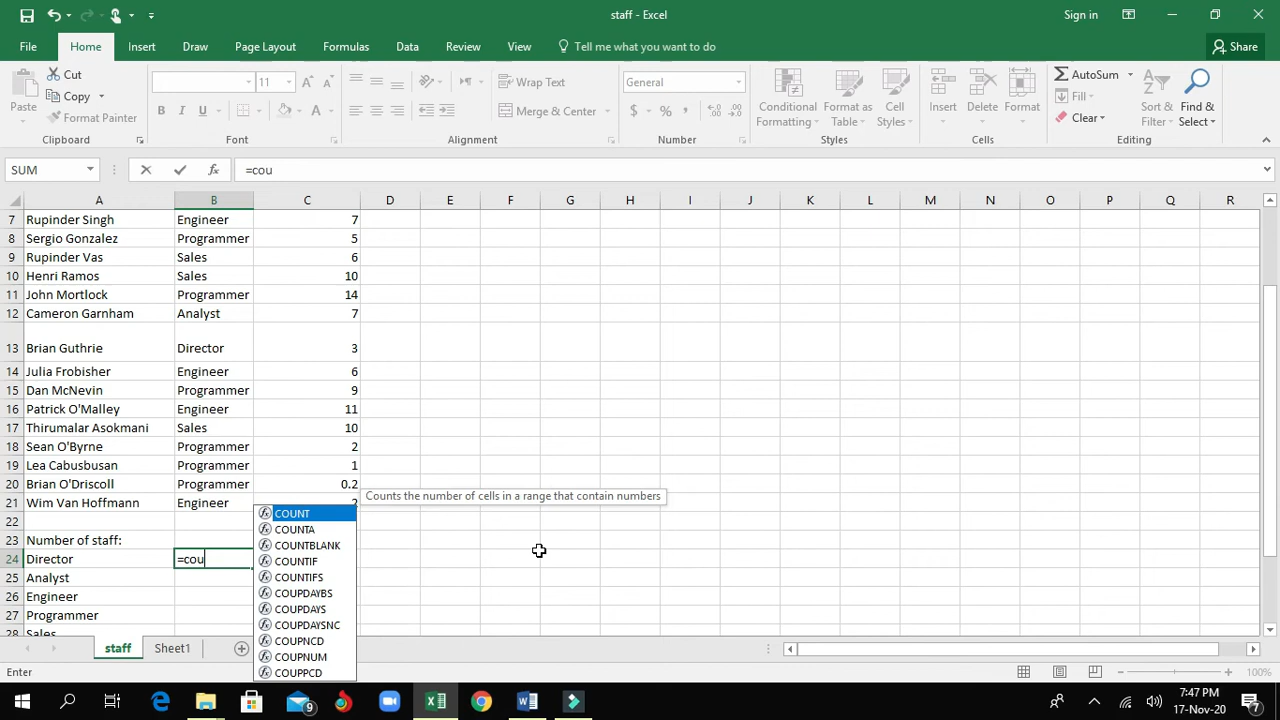 staff - Excel
Sign in
File Home Insert Draw Page Layout Formulas Data Review View Tell me what you want to do Share
Paste
Cut
Copy
Format Painter
Clipboard
11
B I U A
Font
Wrap Text
Merge & Center
Alignment
General
$ % ,
Number
Conditional Formatting
Format as Table
Cell Styles
Styles
Insert
Delete
Format
Cells
AutoSum
Fill
Clear
Sort & Filter
Find & Select
Editing
SUM fx =cou
A B C D E F G H I J K L M N O P Q R
7 Rupinder Singh Engineer 7
8 Sergio Gonzalez Programmer 5
9 Rupinder Vas Sales 6
10 Henri Ramos Sales 10
11 John Mortlock Programmer 14
12 Cameron Garnham Analyst 7
13 Brian Guthrie Director 3
14 Julia Frobisher Engineer 6
15 Dan McNevin Programmer 9
16 Patrick O'Malley Engineer 11
17 Thirumalar Asokmani Sales 10
18 Sean O'Byrne Programmer 2
19 Lea Cabusbusan Programmer 1
20 Brian O'Driscoll Programmer 0.2
21 Wim Van Hoffmann Engineer 2
22
23 Number of staff:
24 Director =cou
25 Analyst
26 Engineer
27 Programmer
28 Sales
Counts the number of cells in a range that contain numbers
COUNT
COUNTA
COUNTBLANK
COUNTIF
COUNTIFS
COUPDAYBS
COUPDAYS
COUPDAYSNC
COUPNCD
COUPNUM
COUPPCD
staff Sheet1
Enter
9
7:47 PM
17-Nov-20
7